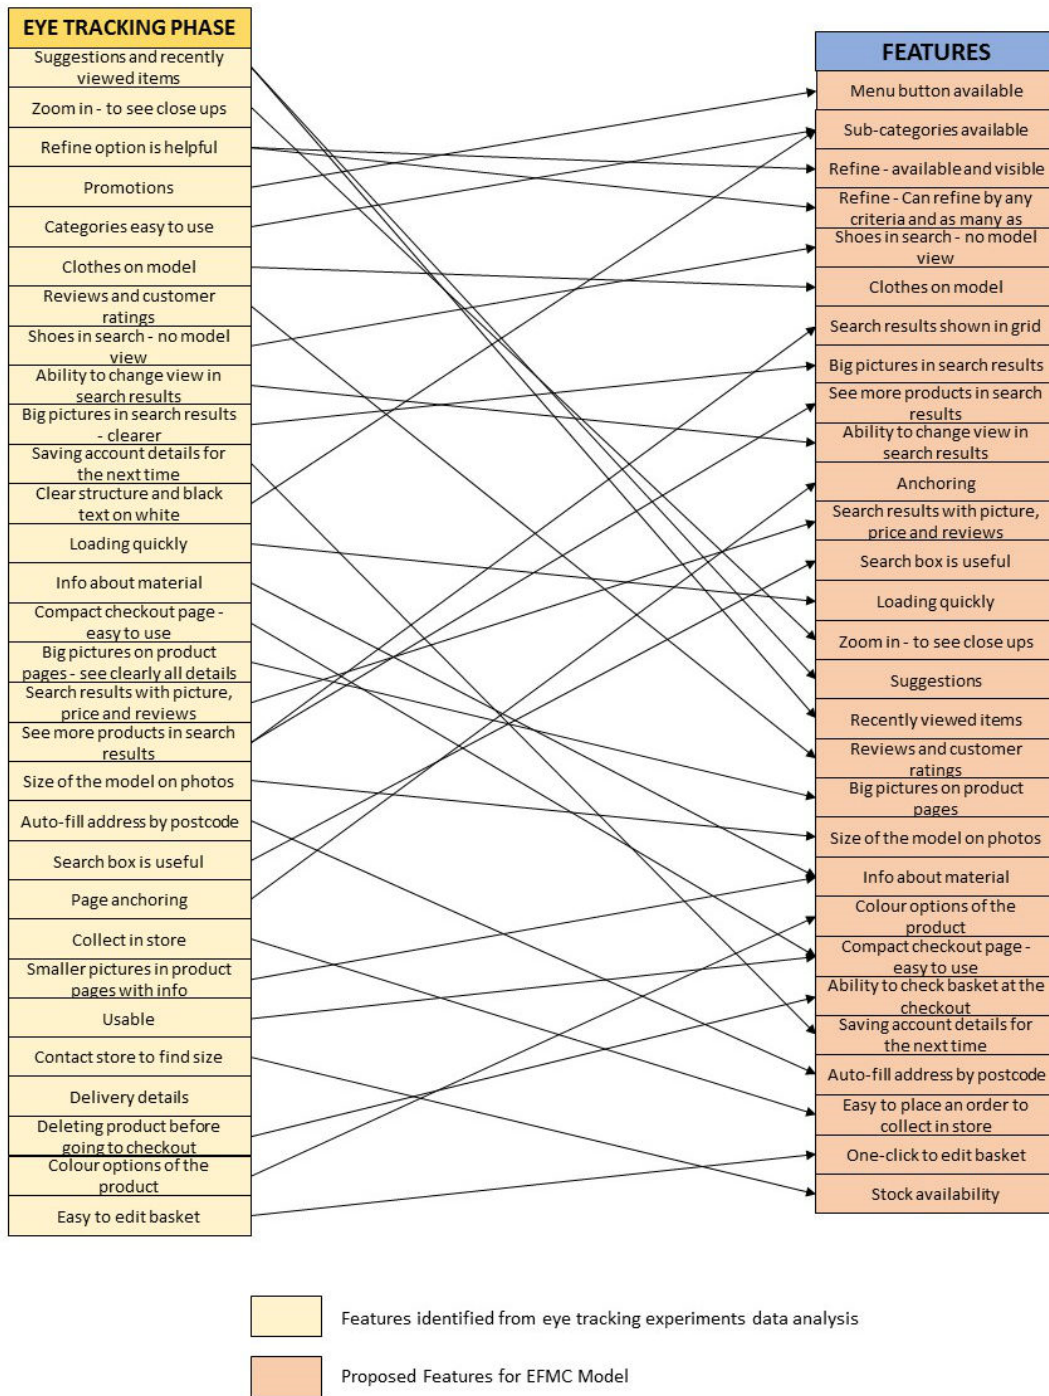 EYE TRACKING PHASE
Suggestions and recently
viewed items
Zoom in - to see close ups
Refine option is helpful
Promotions
Categories easy to use
Clothes on model
Reviews and customer
ratings
Shoes in search - no model
view
Ability to change view in
search results
Big pictures in search results
- clearer
Saving account details for
the next time
Clear structure and black
text on white
Loading quickly
Info about material
Compact checkout page -
easy to use
Big pictures on product
pages - see clearly all details
Search results with picture,
price and reviews
See more products in search
results
Size of the model on photos
Auto-fill address by postcode
Search box is useful
Page anchoring
Collect in store
Smaller pictures in product
pages with info
Usable
Contact store to find size
Delivery details
Deleting product before
going to checkout
Colour options of the
product
Easy to edit basket
FEATURES
Menu button available
Sub-categories available
Refine - available and visible
Refine - Can refine by any
criteria and as many as
Shoes in search - no model
view
Clothes on model
Search results shown in grid
Big pictures in search results
See more products in search
results
Ability to change view in
search results
Anchoring
Search results with picture,
price and reviews
Search box is useful
Loading quickly
Zoom in - to see close ups
Suggestions
Recently viewed items
Reviews and customer
ratings
Big pictures on product
pages
Size of the model on photos
Info about material
Colour options of the
product
Compact checkout page -
easy to use
Ability to check basket at the
checkout
Saving account details for
the next time
Auto-fill address by postcode
Easy to place an order to
collect in store
One-click to edit basket
Stock availability
Features identified from eye tracking experiments data analysis
Proposed Features for EFMC Model